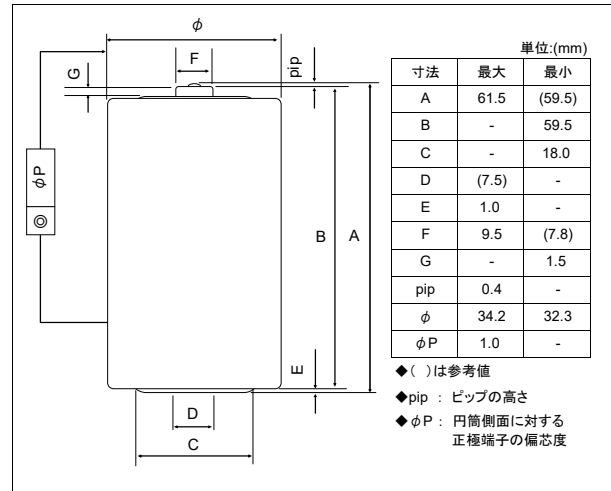 φ
F
pip
G
φP
◎
B
A
E
D
C
単位:(mm)
寸法 最大 最小
A 61.5 (59.5)
B - 59.5
C - 18.0
D (7.5) -
E 1.0 -
F 9.5 (7.8)
G - 1.5
pip 0.4 -
φ 34.2 32.3
φP 1.0 -
◆( )は参考値
◆pip : ピップの高さ
◆φP : 円筒側面に対する
正極端子の偏芯度